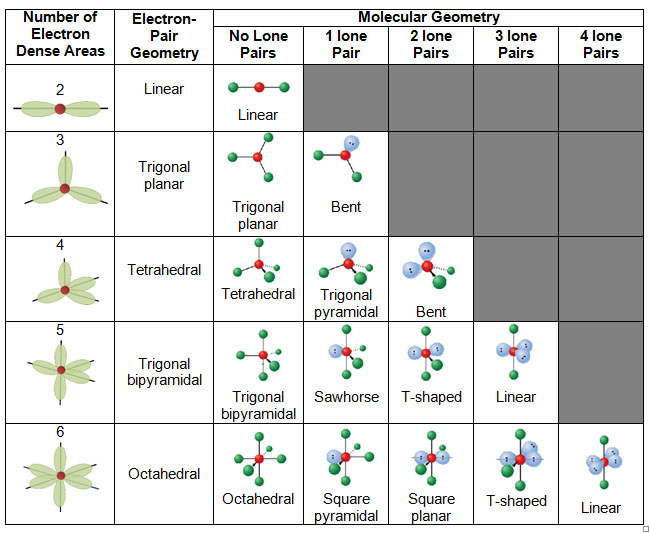 Number of
Electron
Dense Areas
Electron-
Pair
Geometry
Molecular Geometry
No Lone
Pairs
1 lone
Pair
2 lone
Pairs
3 lone
Pairs
4 lone
Pairs
2
Linear
Linear
3
Trigonal
planar
Trigonal
planar
Bent
4
Tetrahedral
Tetrahedral
Trigonal
pyramidal
Bent
5
Trigonal
bipyramidal
Trigonal
bipyramidal
Sawhorse
T-shaped
Linear
6
Octahedral
Octahedral
Square
pyramidal
Square
planar
T-shaped
Linear